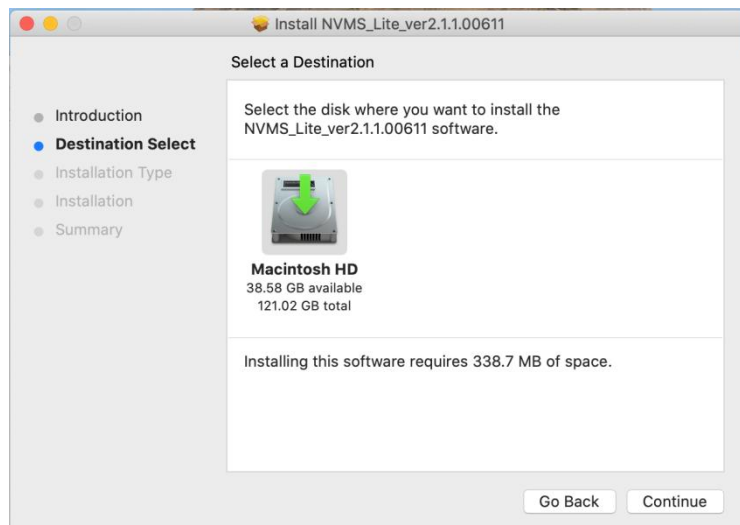 Install NVMS_Lite_ver2.1.1.00611
Select a Destination
Introduction
Destination Select
Installation Type
Installation
Summary
Select the disk where you want to install the
NVMS_Lite_ver2.1.1.00611 software.
Macintosh HD
38.58 GB available
121.02 GB total
Installing this software requires 338.7 MB of space.
Go Back
Continue